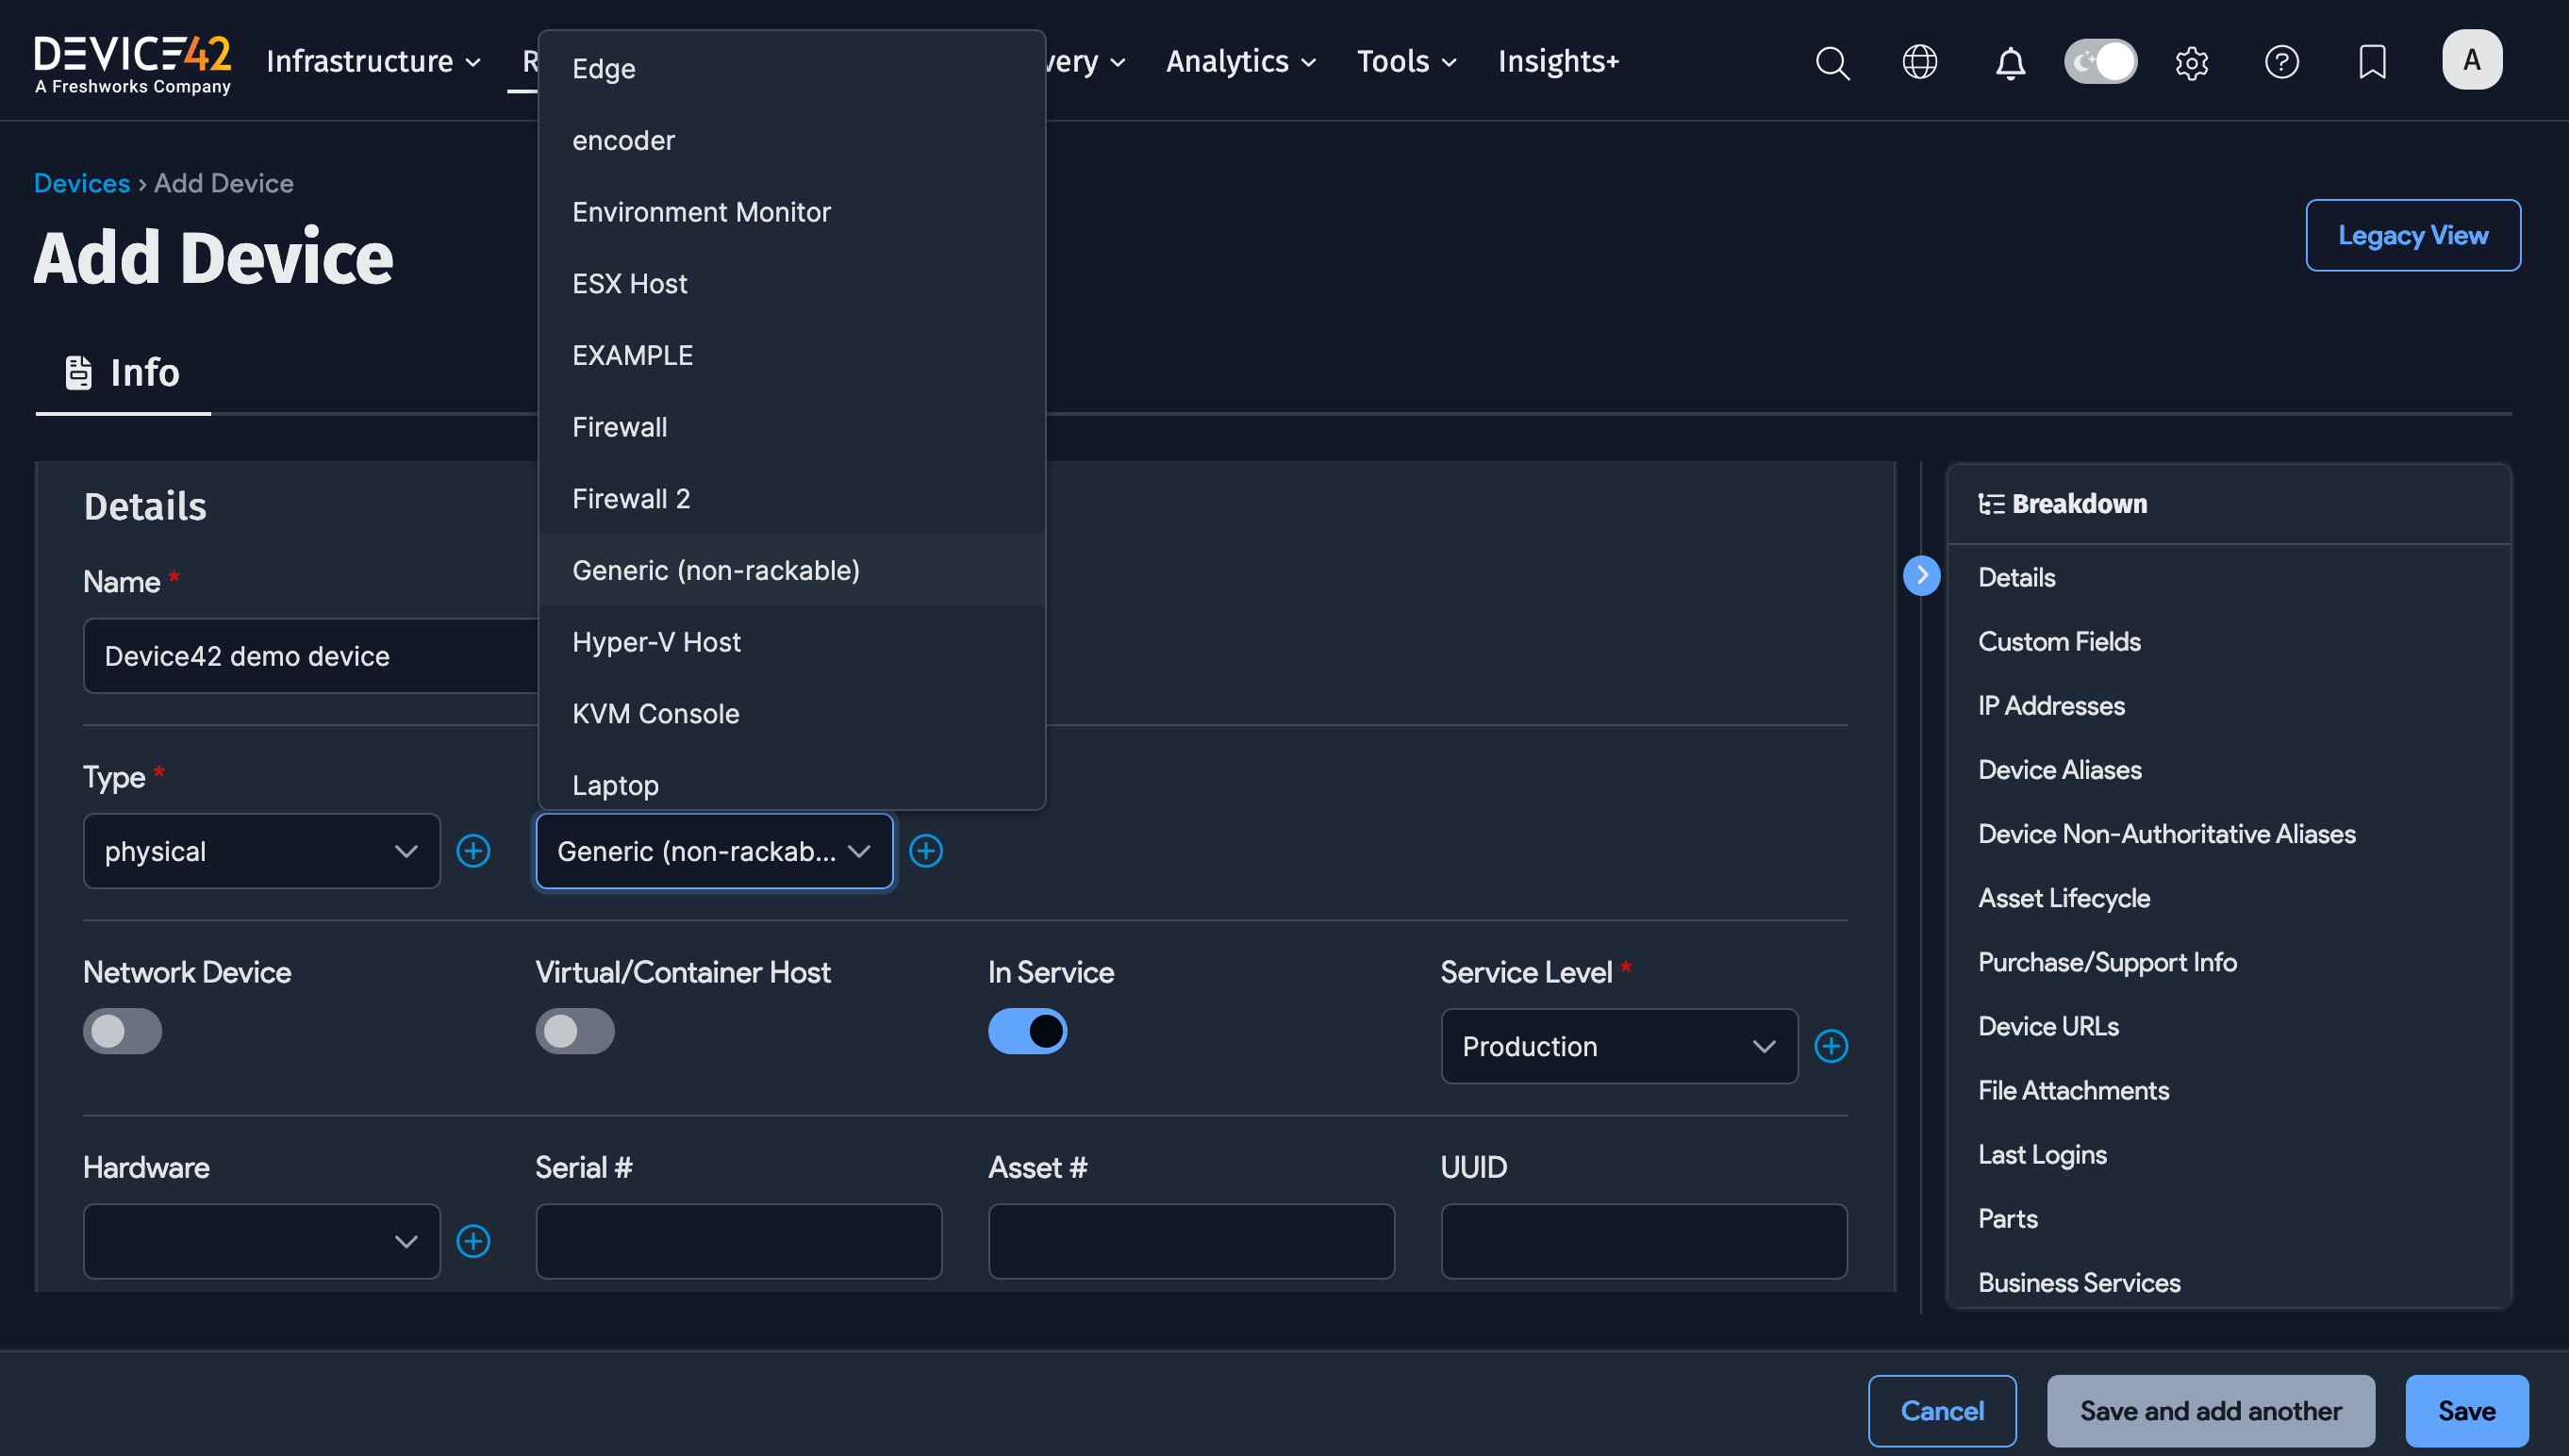 DEVICE42
A Freshworks Company
Infrastructure
Analytics
Tools
Insights+
A
Devices › Add Device
Add Device
Legacy View
Info
Edge
encoder
Environment Monitor
ESX Host
EXAMPLE
Firewall
Firewall 2
Generic (non-rackable)
Hyper-V Host
KVM Console
Laptop
Details
Name *
Device42 demo device
Type *
physical
Generic (non-rackab...
Network Device
Virtual/Container Host
In Service
Service Level *
Production
Hardware
Serial #
Asset #
UUID
Breakdown
Details
Custom Fields
IP Addresses
Device Aliases
Device Non-Authoritative Aliases
Asset Lifecycle
Purchase/Support Info
Device URLs
File Attachments
Last Logins
Parts
Business Services
Cancel
Save and add another
Save